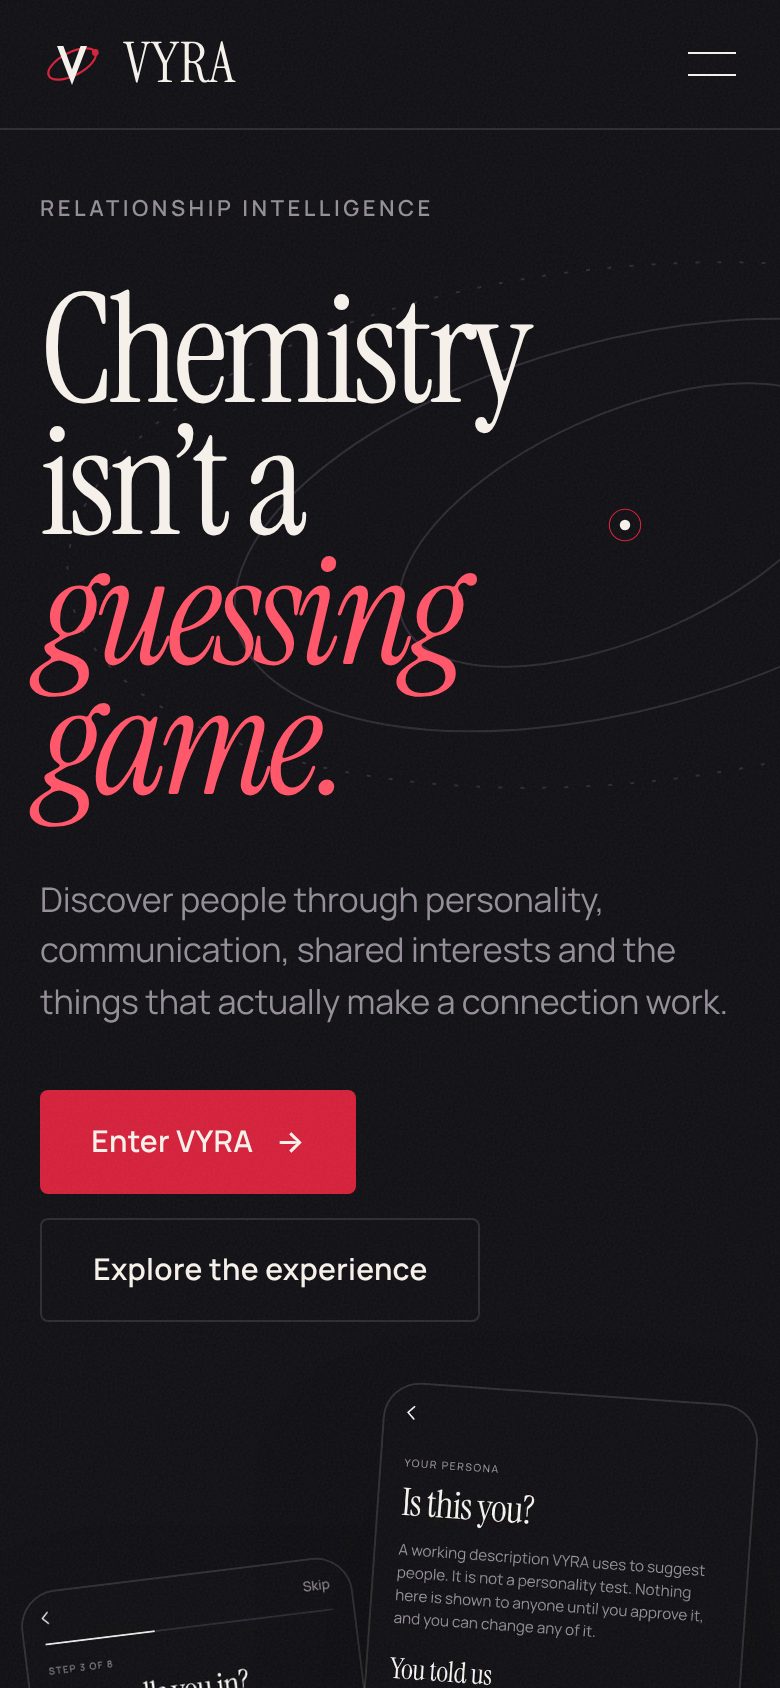 VYRA
RELATIONSHIP INTELLIGENCE
Chemistry
isn’t a
guessing
game.
Discover people through personality,
communication, shared interests and the
things that actually make a connection work.
Enter VYRA →
Explore the experience
YOUR PERSONA
Is this you?
A working description VYRA uses to suggest
people. It is not a personality test. Nothing
here is shown to anyone until you approve it,
and you can change any of it.
You told us
Skip
STEP 3 OF 8
you in?